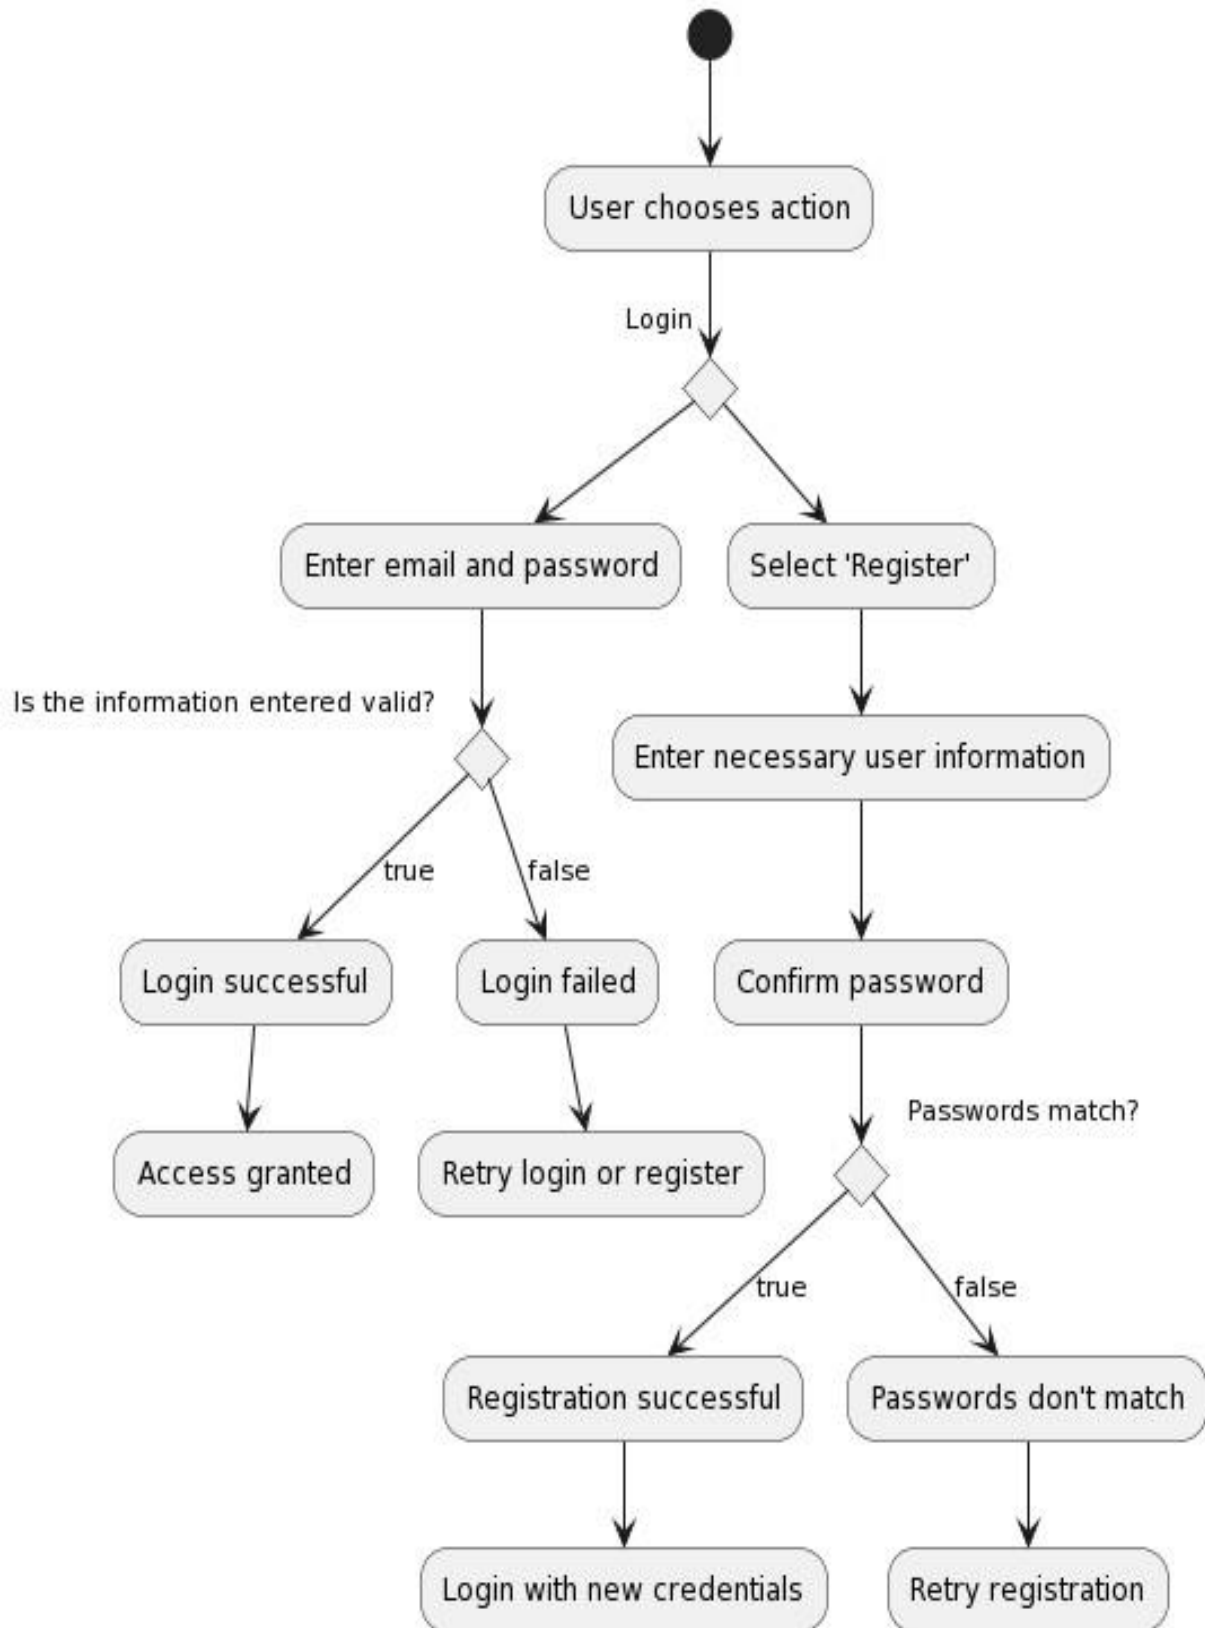 User chooses action
Login
Enter email and password
Select 'Register'
Is the information entered valid?
Enter necessary user information
true
false
Login successful
Login failed
Confirm password
Passwords match?
Access granted
Retry login or register
true
false
Registration successful
Passwords don't match
Login with new credentials
Retry registration